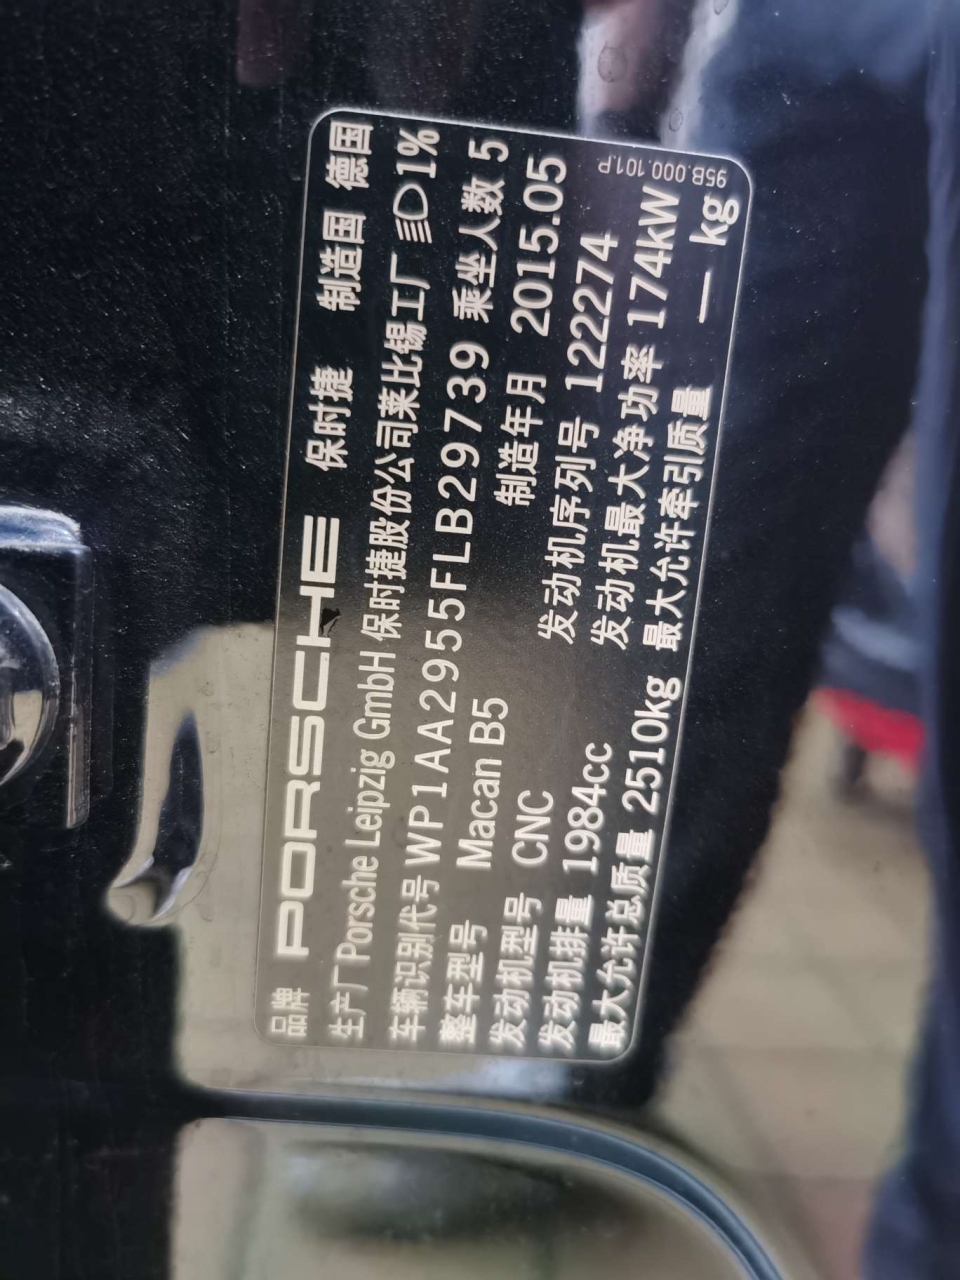 品牌 PORSCHE 保时捷 制造国 德国
生产厂 Porsche Leipzig GmbH 保时捷股份公司莱比锡工厂 1%
车辆识别代号 WP1AA2955FLB29739 乘坐人数 5
整车型号 Macan B5 制造年月 2015.05
发动机型号 CNC 发动机序列号 122274
发动机排量 1984cc 发动机最大净功率 174kW
最大允许总质量 2510kg 最大允许牵引质量 — kg
95B.000.101.P